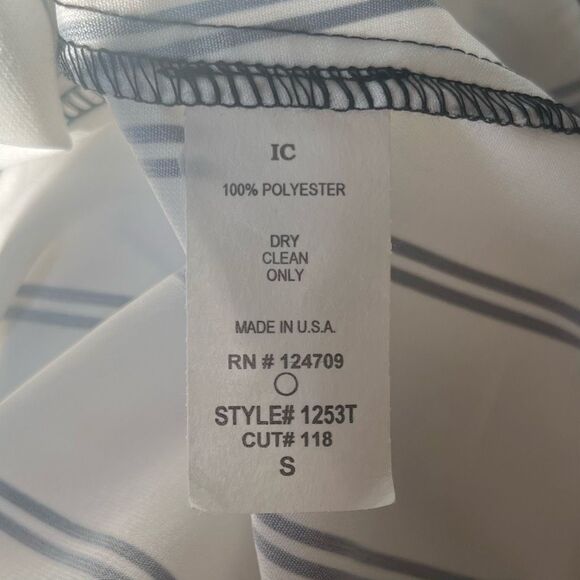 IC
100% POLYESTER
DRY
CLEAN
ONLY
MADE IN U.S.A.
RN # 124709
STYLE# 1253T
CUT# 118
S